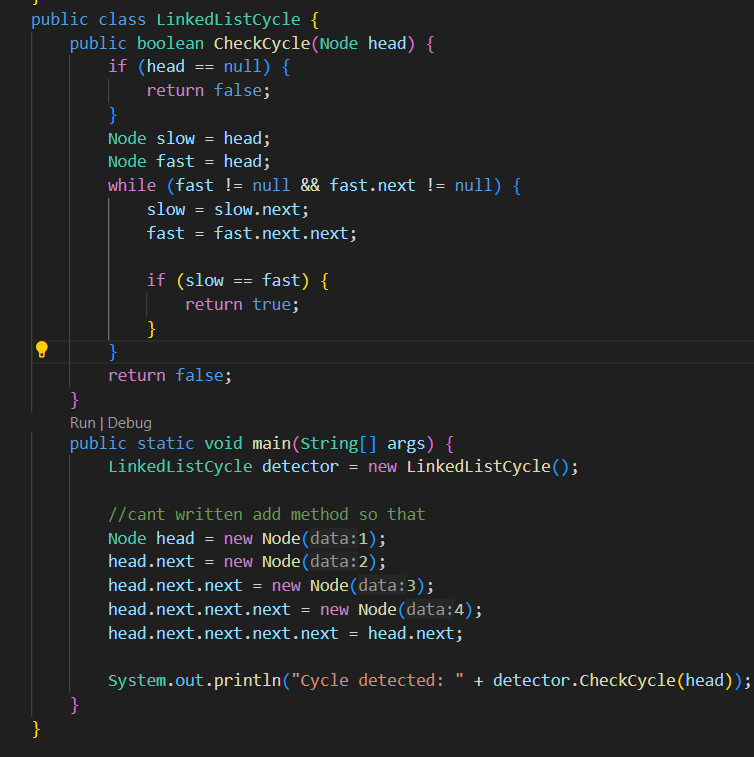 }
public class LinkedListCycle {
    public boolean CheckCycle(Node head) {
        if (head == null) {
            return false;
        }
        Node slow = head;
        Node fast = head;
        while (fast != null && fast.next != null) {
            slow = slow.next;
            fast = fast.next.next;

            if (slow == fast) {
                return true;
            }
        }
        return false;
    }
    Run | Debug
    public static void main(String[] args) {
        LinkedListCycle detector = new LinkedListCycle();

        //cant written add method so that
        Node head = new Node(data:1);
        head.next = new Node(data:2);
        head.next.next = new Node(data:3);
        head.next.next.next = new Node(data:4);
        head.next.next.next.next = head.next;

        System.out.println("Cycle detected: " + detector.CheckCycle(head));
    }
}